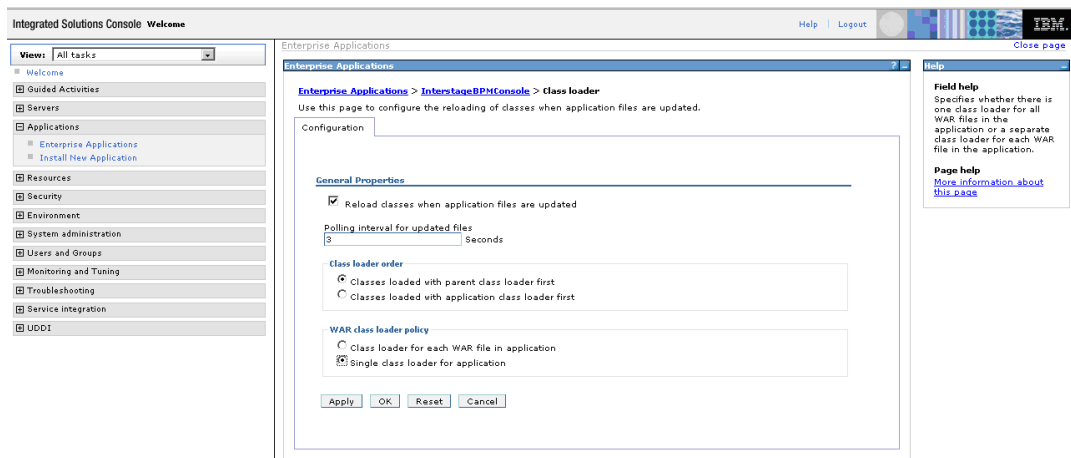 Integrated Solutions Console Welcome
Help | Logout
IBM.
View: All tasks
Welcome
Guided Activities
Servers
Applications
Enterprise Applications
Install New Application
Resources
Security
Environment
System administration
Users and Groups
Monitoring and Tuning
Troubleshooting
Service integration
UDDI
Enterprise Applications
Close page
Enterprise Applications
? -
Enterprise Applications > InterstageBPMConsole > Class loader
Use this page to configure the reloading of classes when application files are updated.
Configuration
General Properties
Reload classes when application files are updated
Polling interval for updated files
3 Seconds
Class loader order
Classes loaded with parent class loader first
Classes loaded with application class loader first
WAR class loader policy
Class loader for each WAR file in application
Single class loader for application
Apply OK Reset Cancel
Help -
Field help
Specifies whether there is
one class loader for all
WAR files in the
application or a separate
class loader for each WAR
file in the application.
Page help
More information about
this page